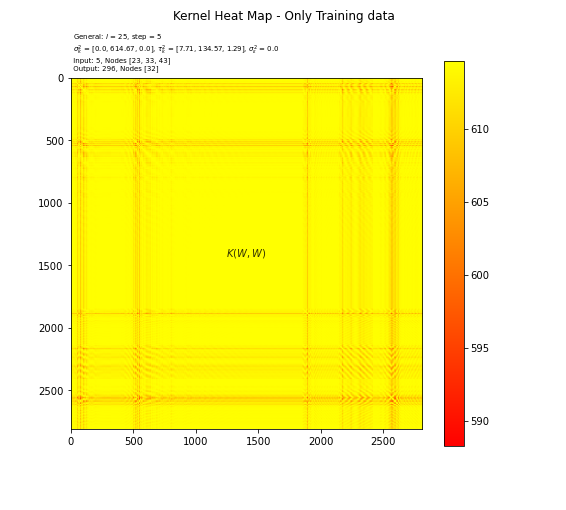 Kernel Heat Map - Only Training data
General: l = 25, step = 5
σ²_k = [0.0, 614.67, 0.0], τ²_k = [7.71, 134.57, 1.29], σ²_ε = 0.0
Input: 5, Nodes [23, 33, 43]
Output: 296, Nodes [32]
0
500
1000
1500
2000
2500
K(W, W)
0 500 1000 1500 2000 2500
610
605
600
595
590